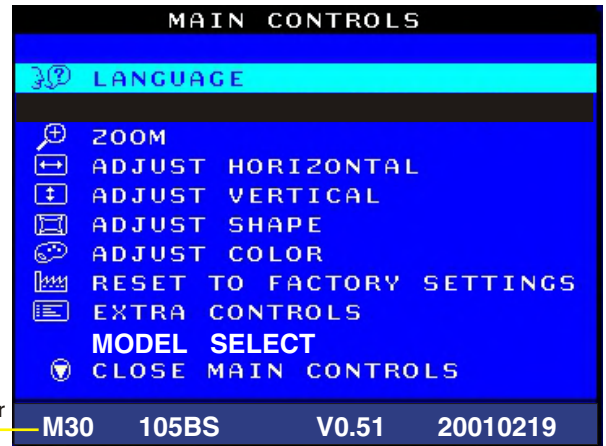 MAIN CONTROLS
LANGUAGE
ZOOM
ADJUST HORIZONTAL
ADJUST VERTICAL
ADJUST SHAPE
ADJUST COLOR
RESET TO FACTORY SETTINGS
EXTRA CONTROLS
MODEL SELECT
CLOSE MAIN CONTROLS
M30 105BS V0.51 20010219